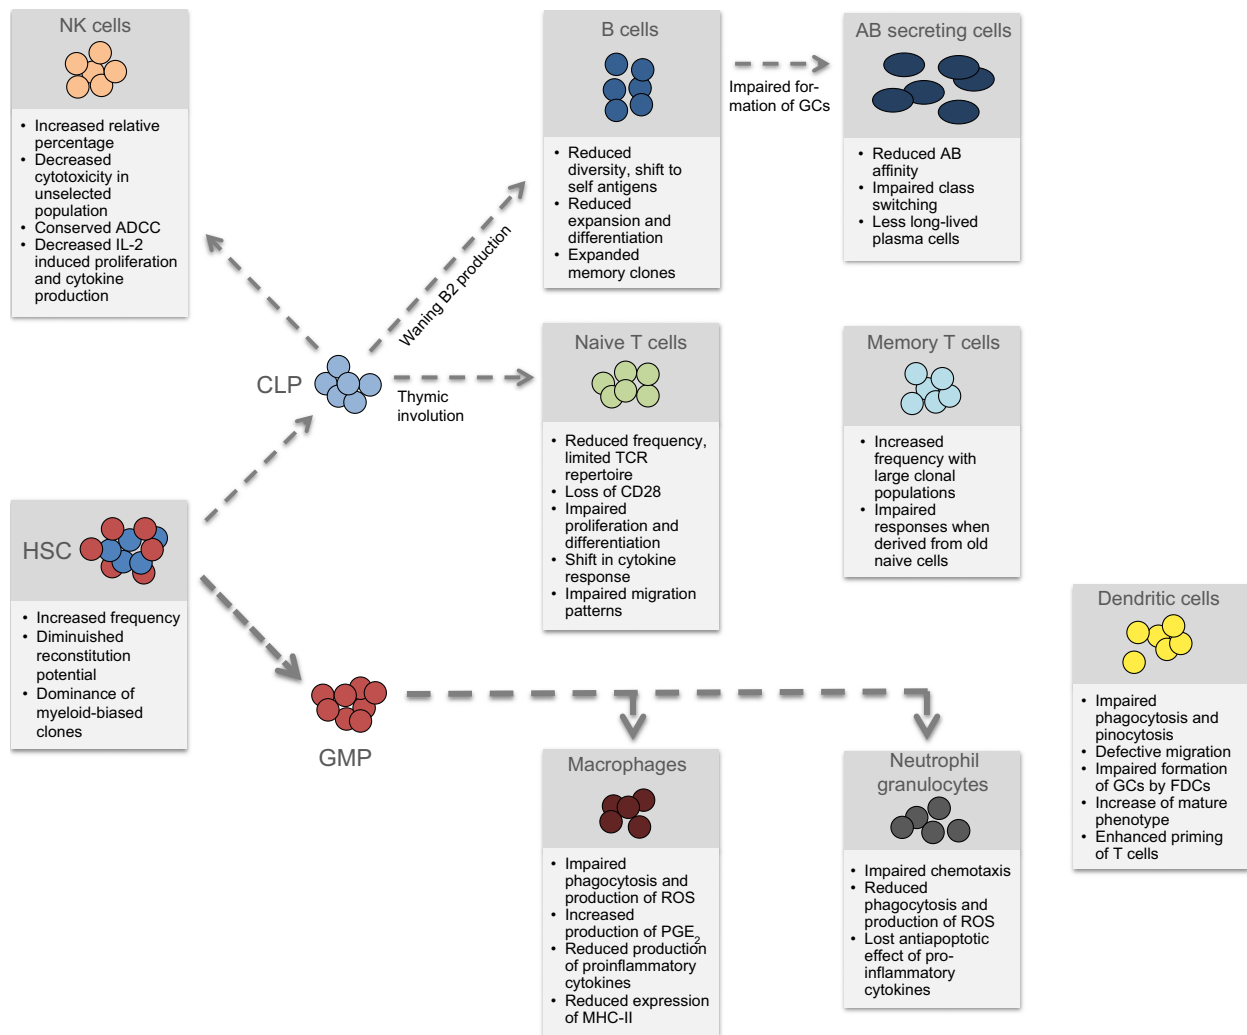 NK cells
• Increased relative
percentage
• Decreased
cytotoxicity in
unselected
population
• Conserved ADCC
• Decreased IL-2
induced proliferation
and cytokine
production
B cells
• Reduced
diversity, shift to
self antigens
• Reduced
expansion and
differentiation
• Expanded
memory clones
Impaired for-
mation of GCs
AB secreting cells
• Reduced AB
affinity
• Impaired class
switching
• Less long-lived
plasma cells
Waning B2 production
CLP
Thymic
involution
Naive T cells
• Reduced frequency,
limited TCR
repertoire
• Loss of CD28
• Impaired
proliferation and
differentiation
• Shift in cytokine
response
• Impaired migration
patterns
Memory T cells
• Increased
frequency with
large clonal
populations
• Impaired
responses when
derived from old
naive cells
HSC
• Increased frequency
• Diminished
reconstitution
potential
• Dominance of
myeloid-biased
clones
GMP
Dendritic cells
• Impaired
phagocytosis and
pinocytosis
• Defective migration
• Impaired formation
of GCs by FDCs
• Increase of mature
phenotype
• Enhanced priming
of T cells
Macrophages
• Impaired
phagocytosis and
production of ROS
• Increased
production of PGE2
• Reduced production
of proinflammatory
cytokines
• Reduced expression
of MHC-II
Neutrophil
granulocytes
• Impaired chemotaxis
• Reduced
phagocytosis and
production of ROS
• Lost antiapoptotic
effect of pro-
inflammatory
cytokines